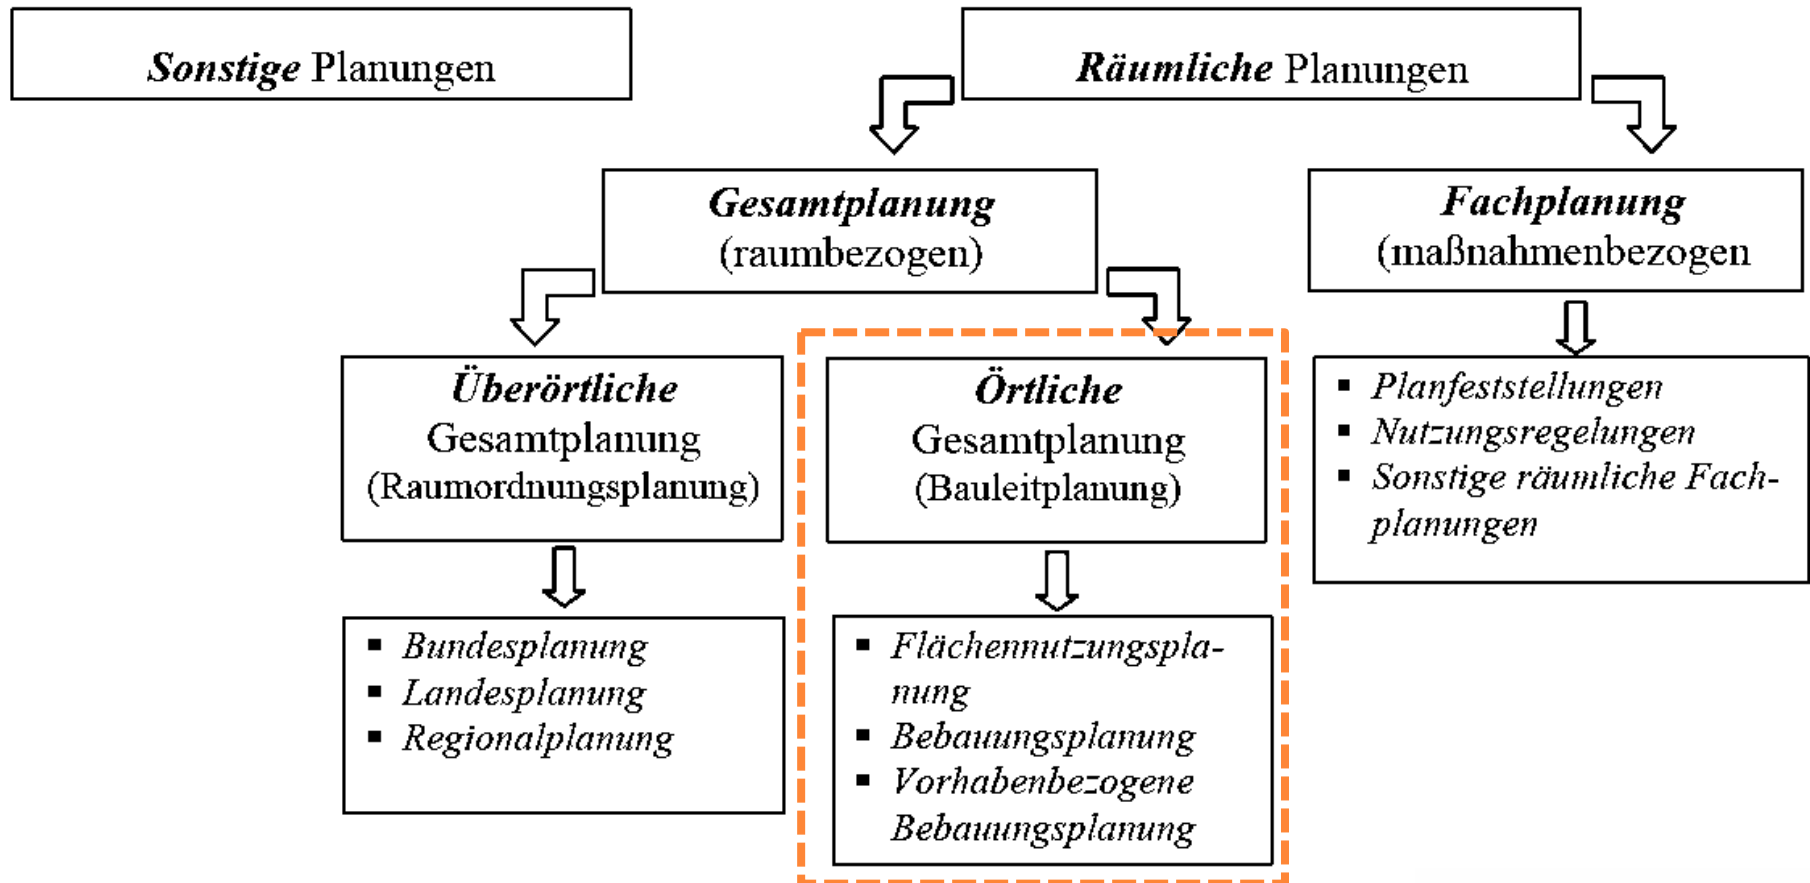 Sonstige Planungen
Räumliche Planungen
Gesamtplanung
(raumbezogen)
Fachplanung
(maßnahmenbezogen
Überörtliche
Gesamtplanung
(Raumordnungsplanung)
Örtliche
Gesamtplanung
(Bauleitplanung)
▪ Planfeststellungen
▪ Nutzungsregelungen
▪ Sonstige räumliche Fach-
planungen
▪ Bundesplanung
▪ Landesplanung
▪ Regionalplanung
▪ Flächennutzungspla-
nung
▪ Bebauungsplanung
▪ Vorhabenbezogene
Bebauungsplanung